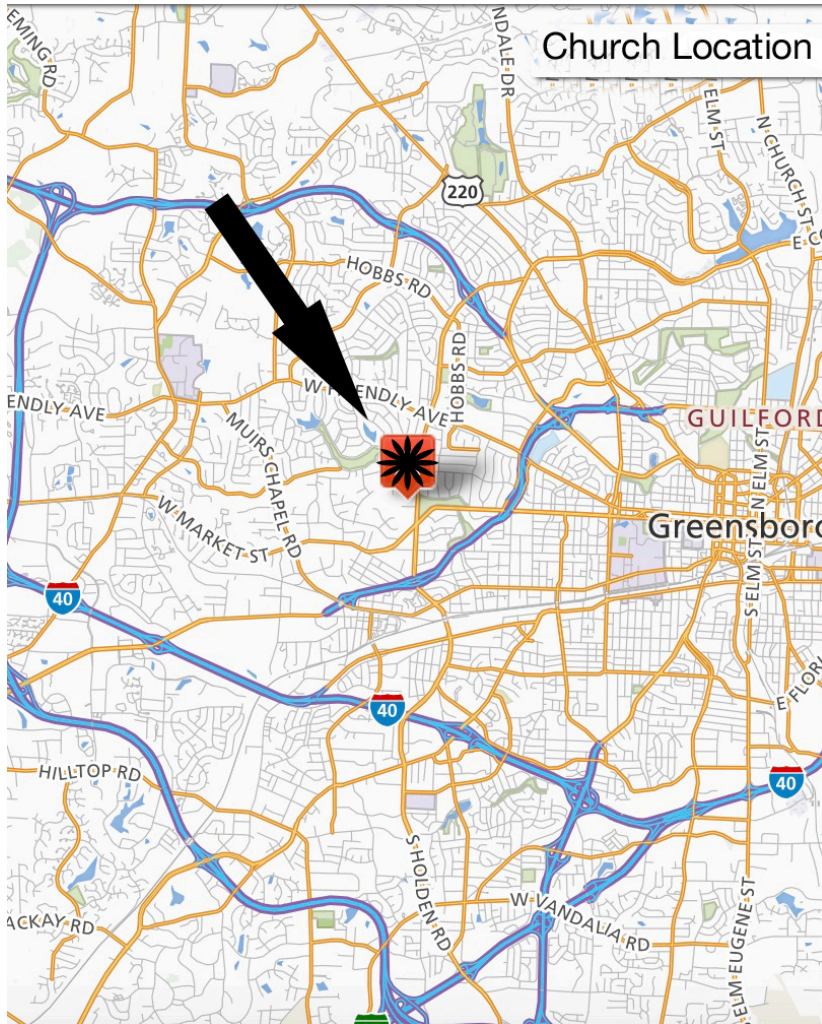 Church Location
EMING RD
NDALE DR
ELM ST
N CHURCH ST
E C
220
HOBBS RD
HOBBS RD
W F ENDLY AVE
ENDLY AVE
GUILFORD
MUIRS CHAPEL RD
W MARKET ST
N ELM ST
Greensboro
S ELM ST
40
E FLORI
40
HILLTOP RD
40
S HOLDEN RD
W VANDALIA RD
ACKAY RD
ELM EUGENE ST